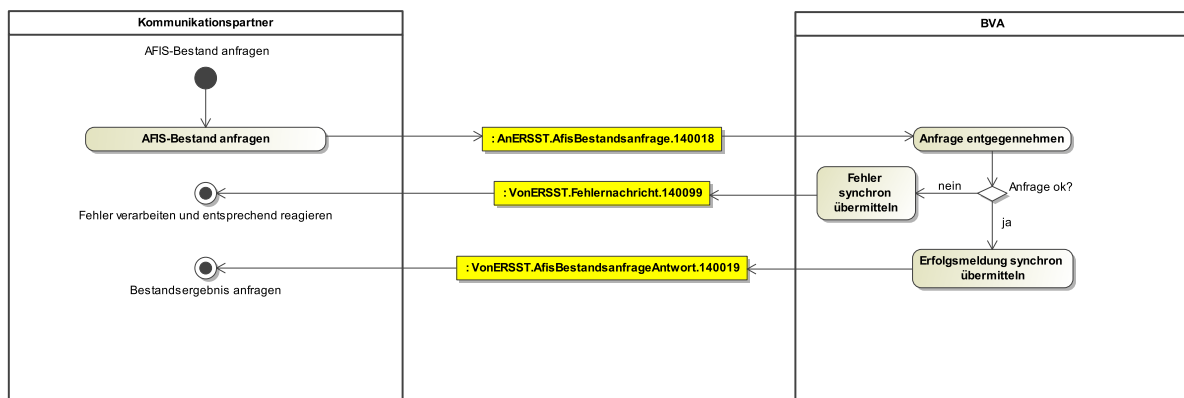 Kommunikationspartner
BVA
AFIS-Bestand anfragen
AFIS-Bestand anfragen
: AnERSST.AfisBestandsanfrage.140018
Anfrage entgegennehmen
Anfrage ok?
nein
Fehler
synchron
übermitteln
: VonERSST.Fehlernachricht.140099
Fehler verarbeiten und entsprechend reagieren
ja
Erfolgsmeldung synchron
übermitteln
: VonERSST.AfisBestandsanfrageAntwort.140019
Bestandsergebnis anfragen